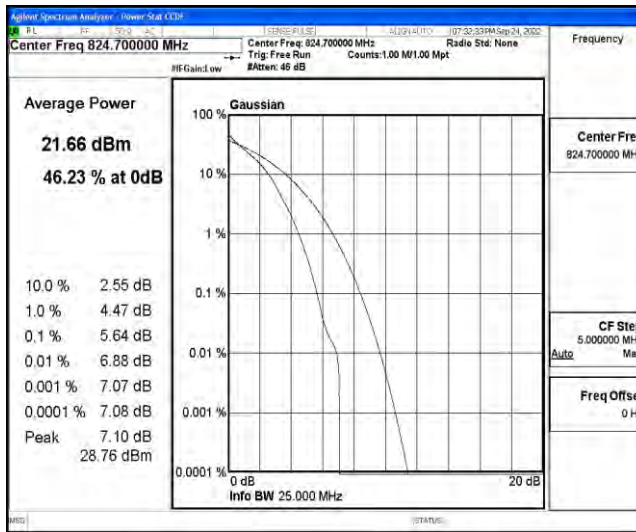 Agilent Spectrum Analyzer - Power Stat CCDF
RL RF 50 Ω AC SENSE:PULSE ALIGN AUTO 07:32:33 PM Sep 24, 2022
Center Freq 824.700000 MHz
Center Freq: 824.700000 MHz Radio Std: None
Trig: Free Run Counts:1.00 M/1.00 Mpt
#IFGain:Low #Atten: 46 dB
Frequency
Average Power
21.66 dBm
46.23 % at 0dB
10.0 % 2.55 dB
1.0 % 4.47 dB
0.1 % 5.64 dB
0.01 % 6.88 dB
0.001 % 7.07 dB
0.0001 % 7.08 dB
Peak 7.10 dB
28.76 dBm
Gaussian
100 %
10 %
1 %
0.1 %
0.01 %
0.001 %
0.0001 %
0 dB 20 dB
Info BW 25.000 MHz
Center Fre
824.700000 MH
CF Ste
5.000000 MH
Auto Ma
Freq Offse
0 H
MSG STATUS